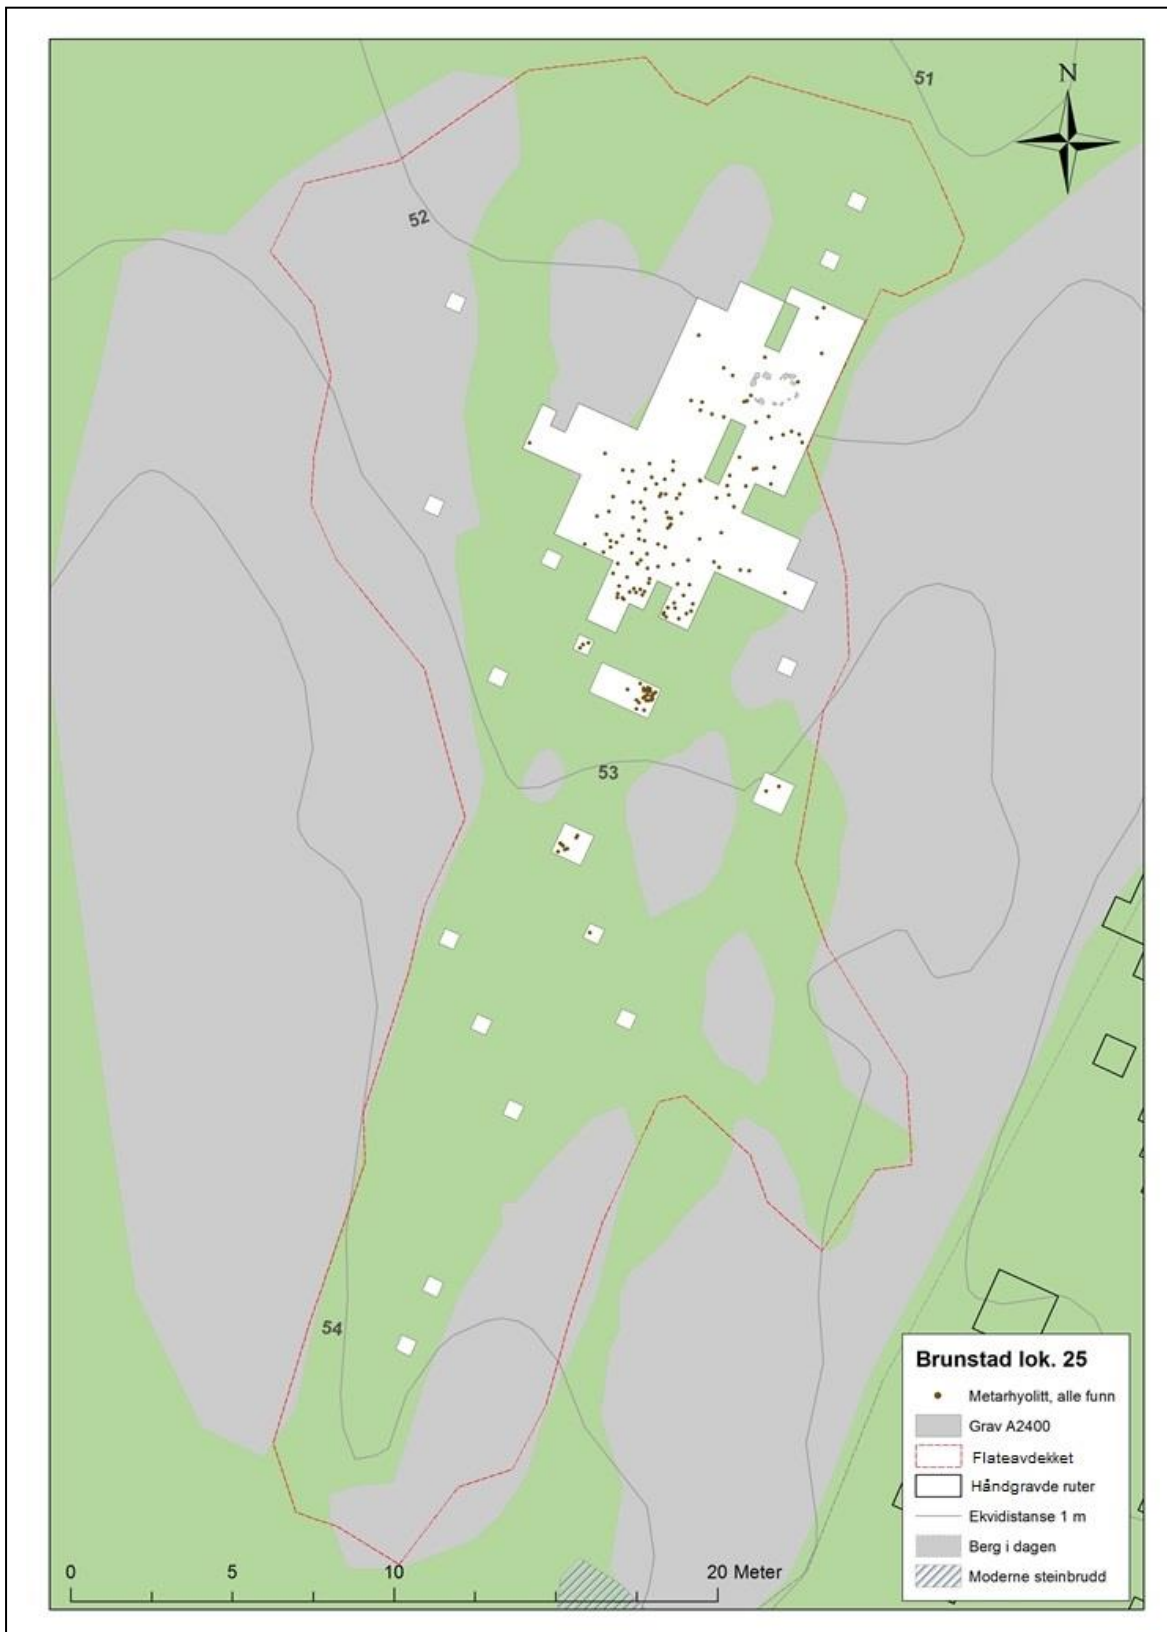 51
N
52
53
54
Brunstad lok. 25
Metarhyolitt, alle funn
Grav A2400
Flateavdekket
Håndgravde ruter
Ekvidistanse 1 m
Berg i dagen
Moderne steinbrudd
0 5 10 20 Meter